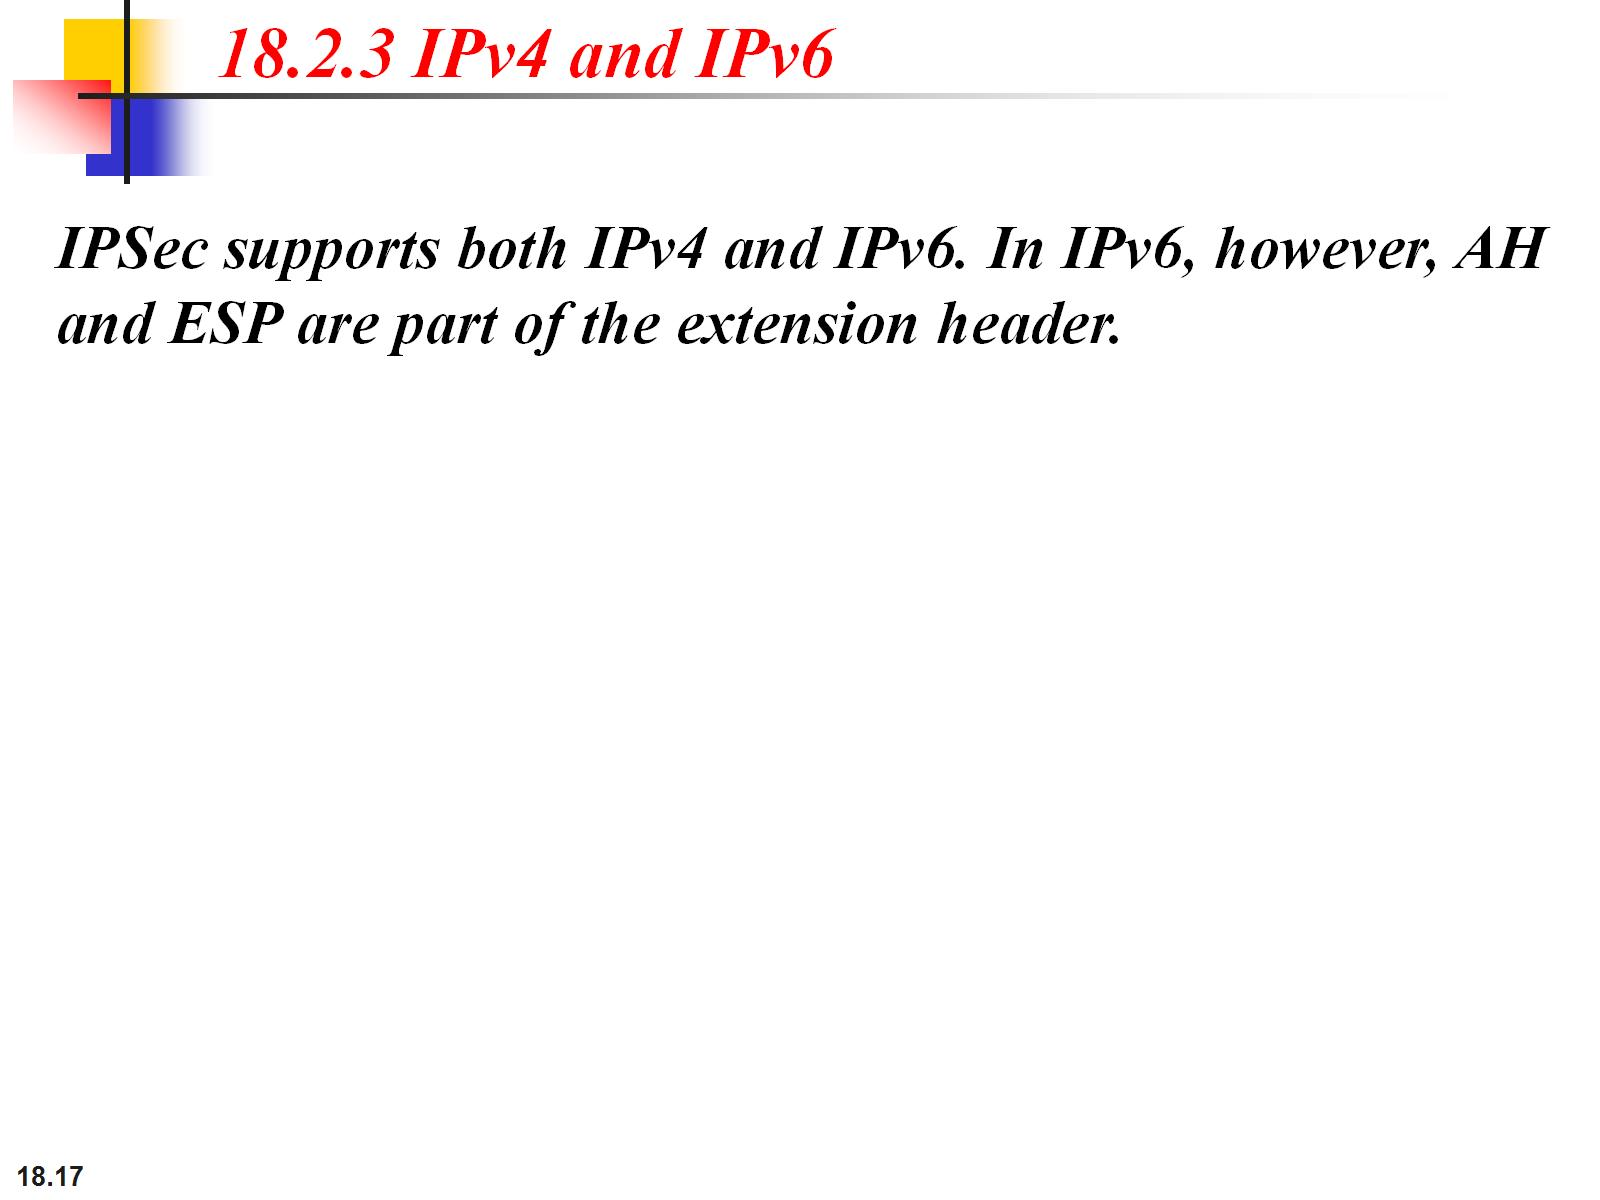 18.2.3 IPv4 and IPv6
IPSec supports both IPv4 and IPv6. In IPv6, however, AH
and ESP are part of the extension header.
18.17